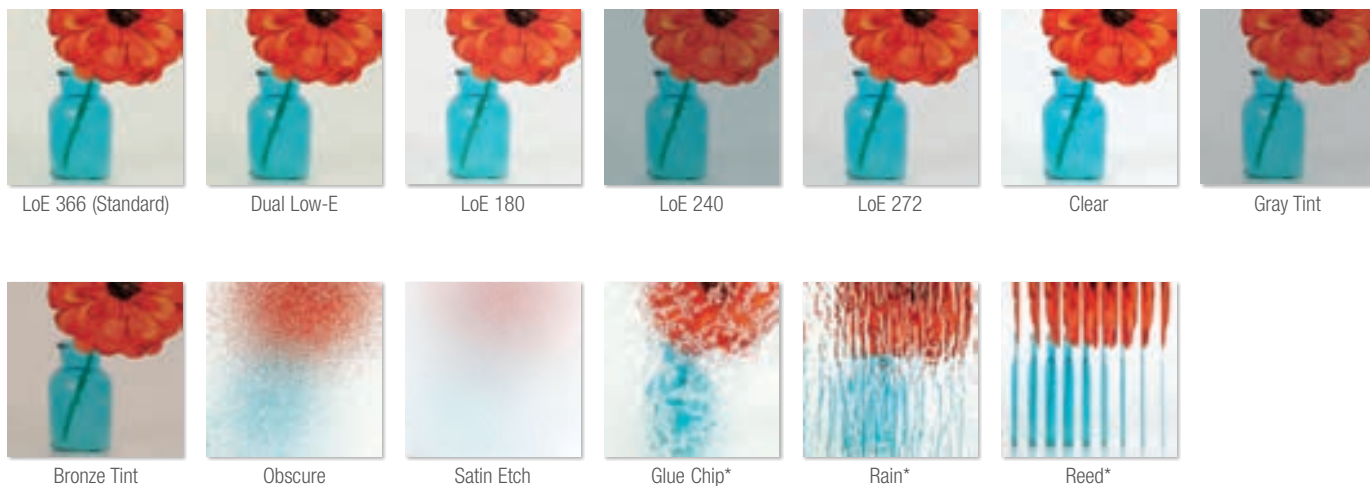 LoE 366 (Standard)
Dual Low-E
LoE 180
LoE 240
LoE 272
Clear
Gray Tint
Bronze Tint
Obscure
Satin Etch
Glue Chip*
Rain*
Reed*